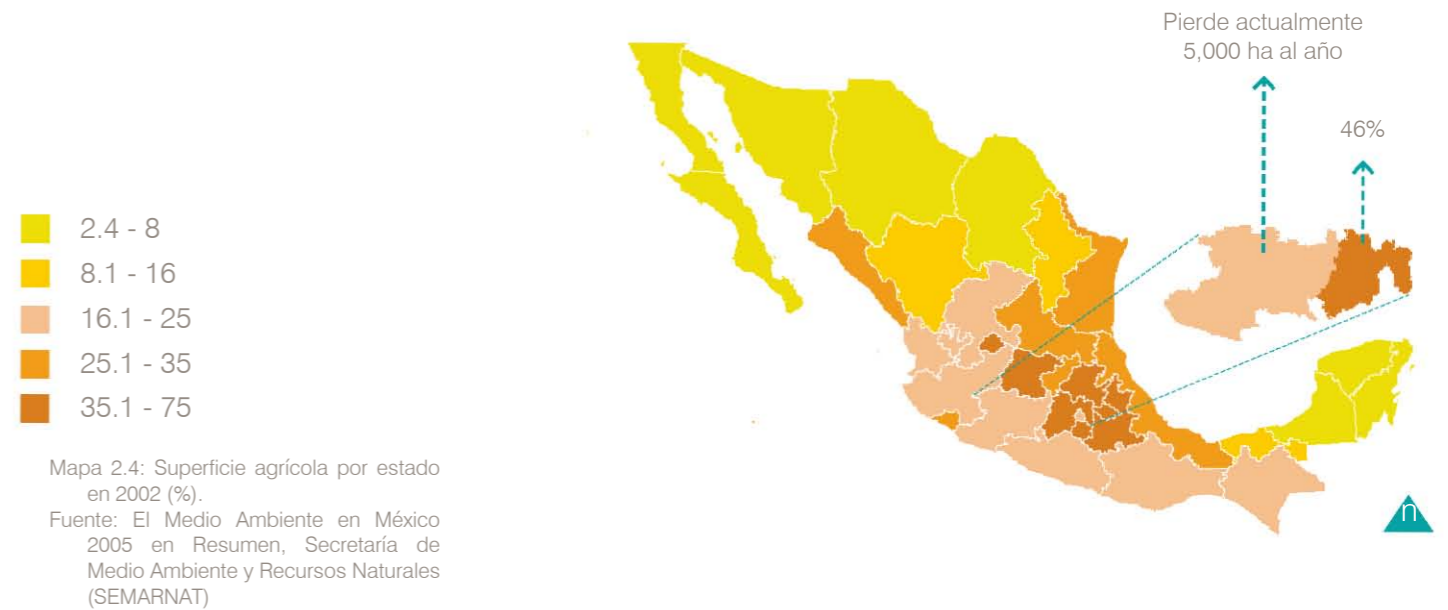 Pierde actualmente
5,000 ha al año
46%
2.4 - 8
8.1 - 16
16.1 - 25
25.1 - 35
35.1 - 75
Mapa 2.4: Superficie agrícola por estado
en 2002 (%).
Fuente: El Medio Ambiente en México
2005 en Resumen, Secretaría de
Medio Ambiente y Recursos Naturales
(SEMARNAT)
n